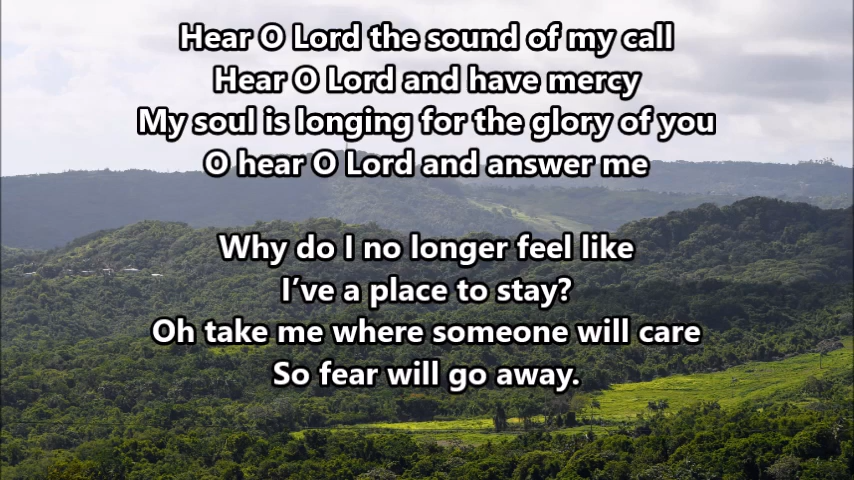 Hear O Lord the sound of my call
Hear O Lord and have mercy
My soul is longing for the glory of you
O hear O Lord and answer me
Why do I no longer feel like
I’ve a place to stay?
Oh take me where someone will care
So fear will go away.